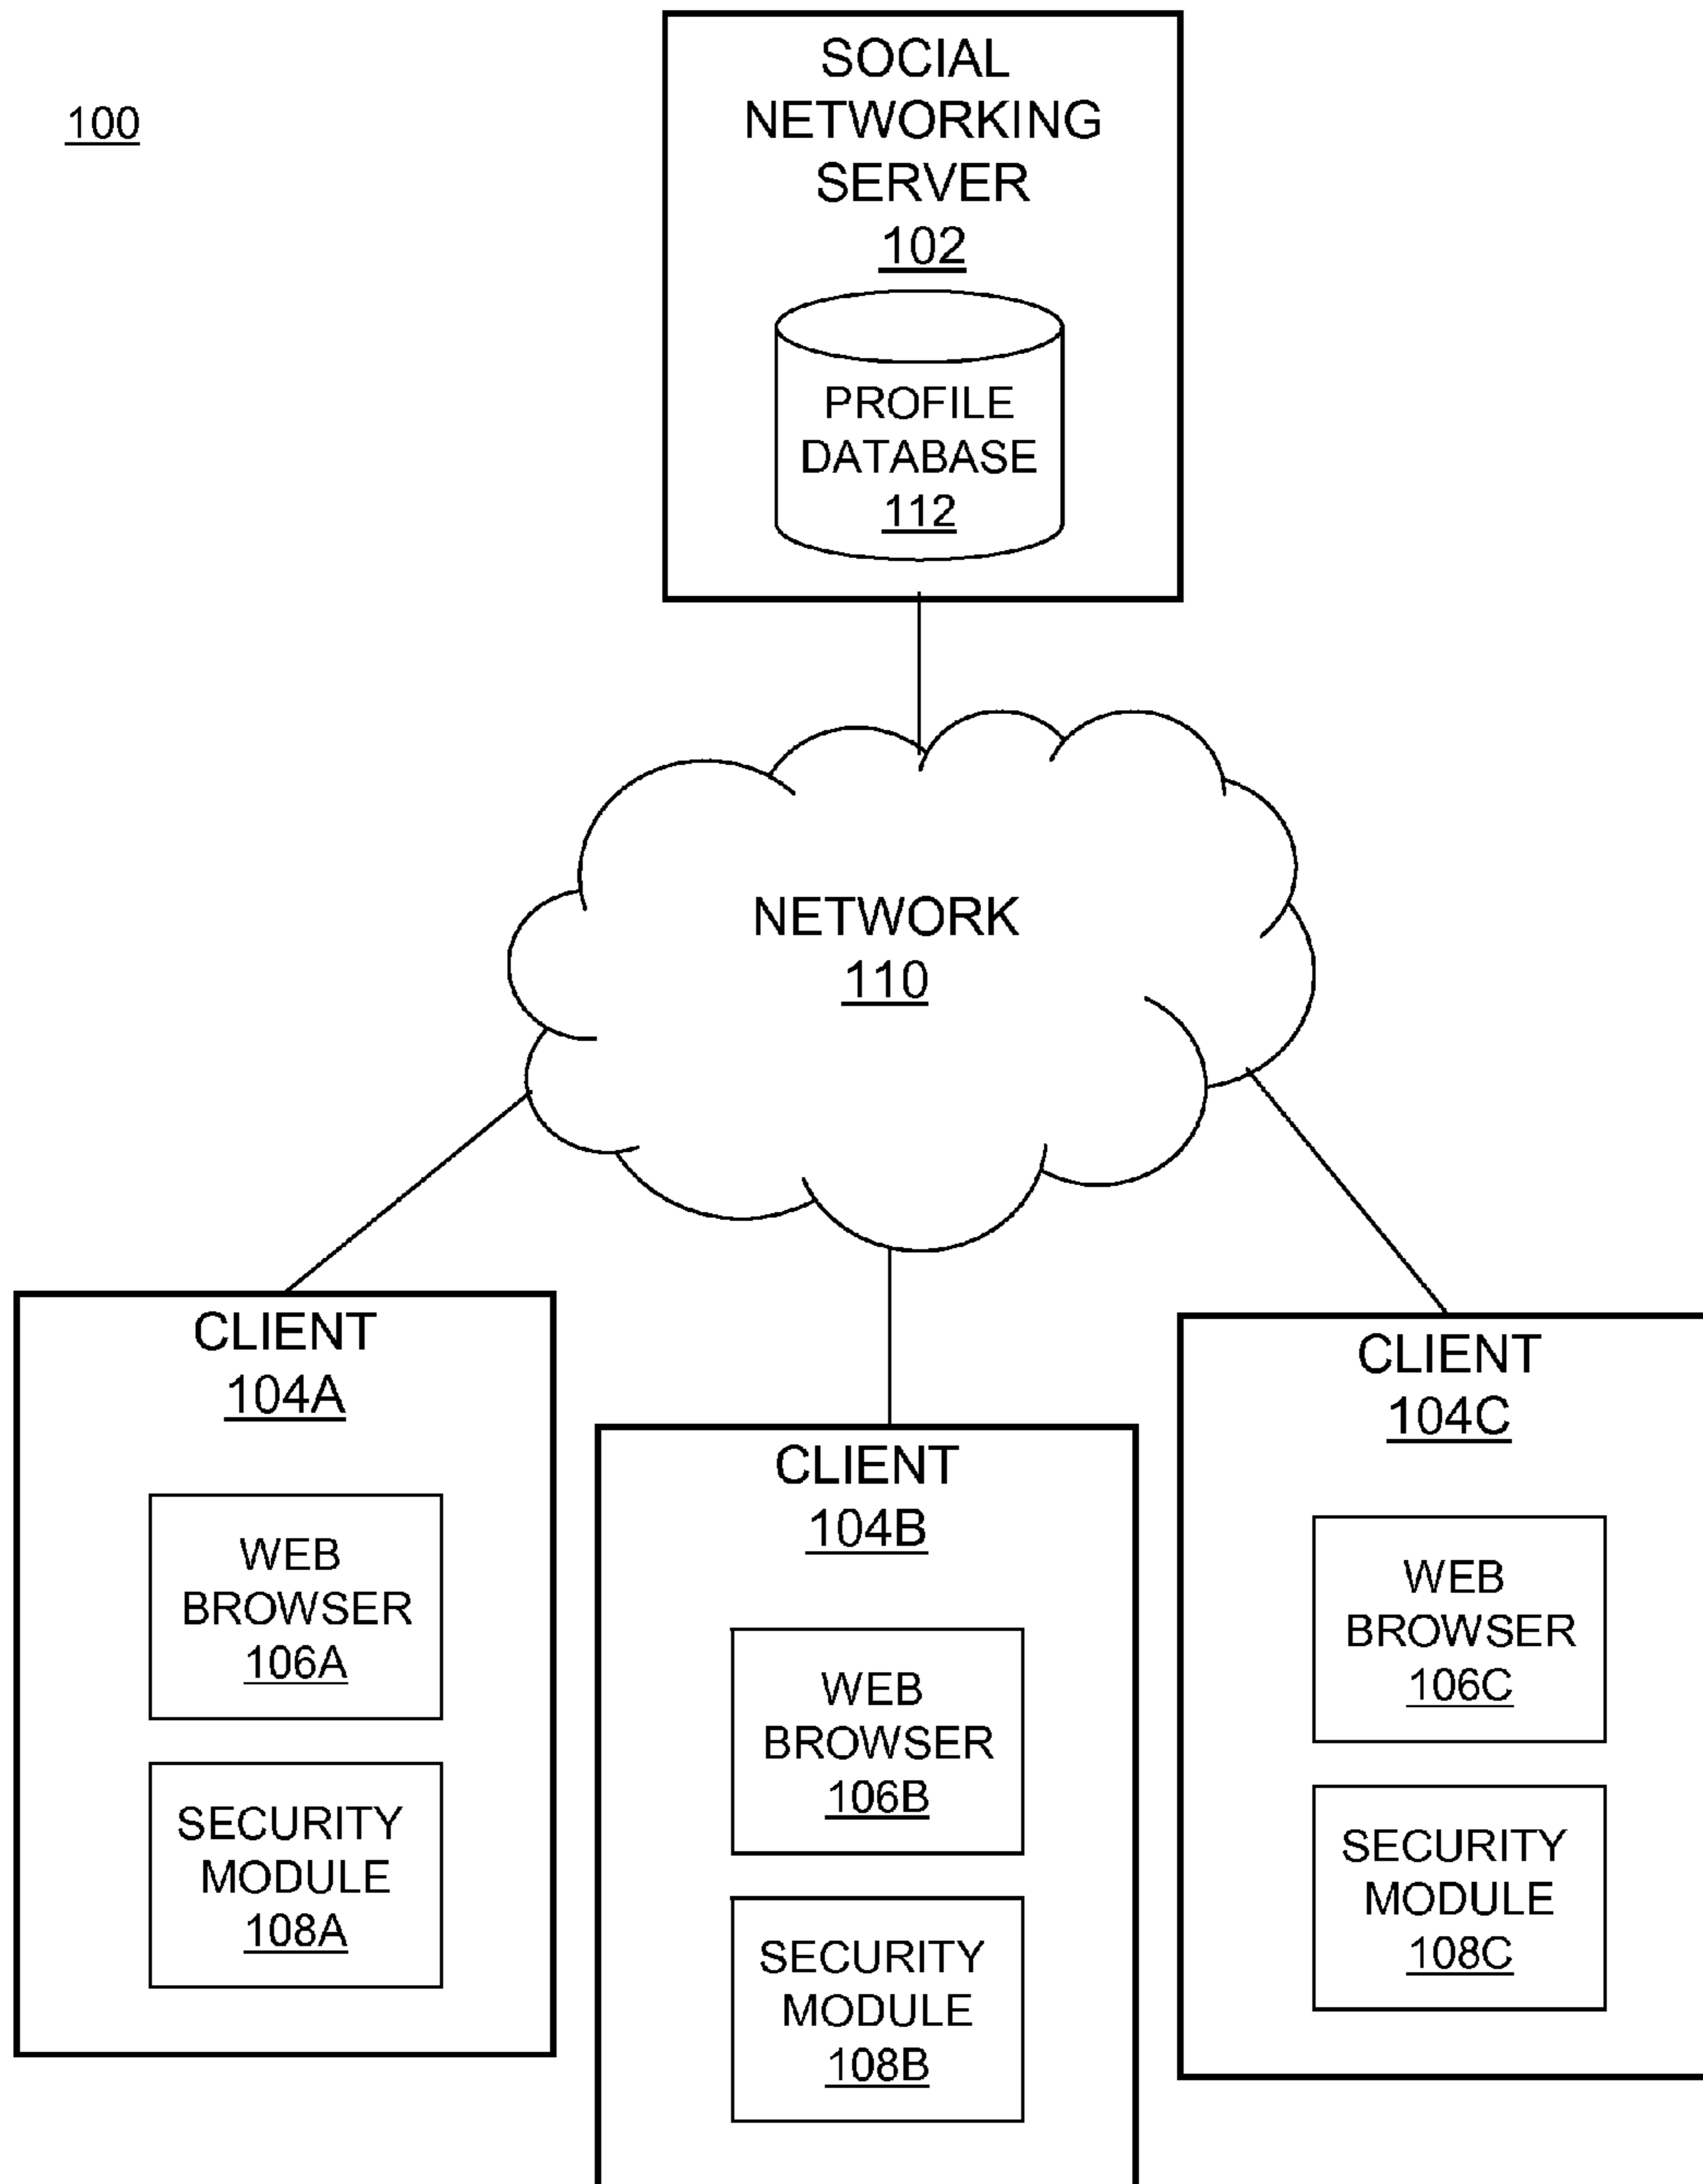 100
SOCIAL
NETWORKING
SERVER
102
PROFILE
DATABASE
112
NETWORK
110
CLIENT
104A
WEB
BROWSER
106A
SECURITY
MODULE
108A
CLIENT
104B
WEB
BROWSER
106B
SECURITY
MODULE
108B
CLIENT
104C
WEB
BROWSER
106C
SECURITY
MODULE
108C